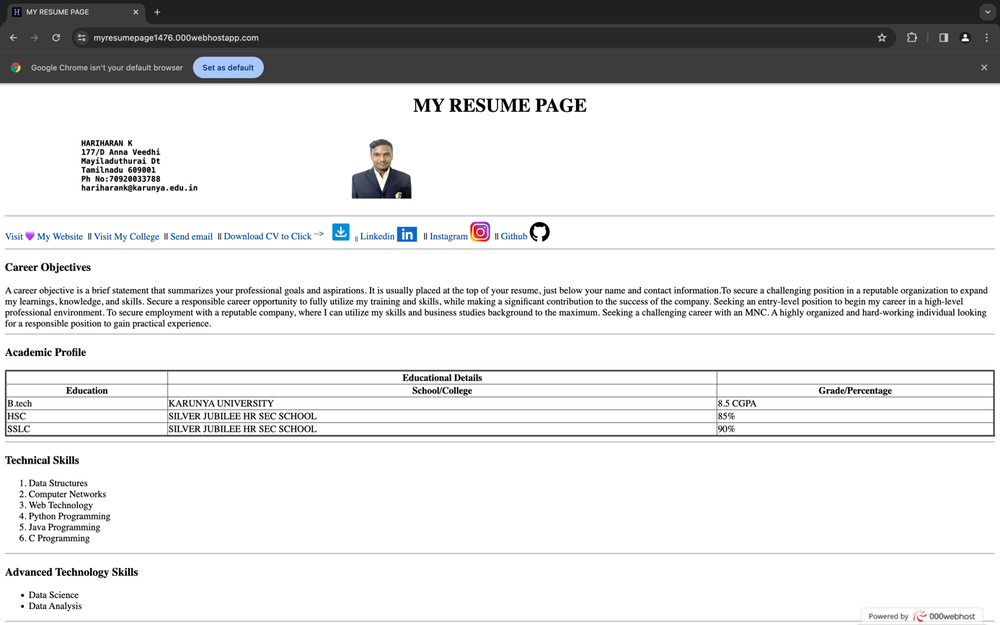 MY RESUME PAGE
myresumepage1476.000webhostapp.com
Google Chrome isn't your default browser Set as default
MY RESUME PAGE
HARIHARAN K
177/D Anna Veedhi
Mayiladuthurai Dt
Tamilnadu 609001
Ph No:70920033788
hariharank@karunya.edu.in
Visit 💜 My Website || Visit My College || Send email || Download CV to Click --> || Linkedin in || Instagram || Github
Career Objectives
A career objective is a brief statement that summarizes your professional goals and aspirations. It is usually placed at the top of your resume, just below your name and contact information.To secure a challenging position in a reputable organization to expand
my learnings, knowledge, and skills. Secure a responsible career opportunity to fully utilize my training and skills, while making a significant contribution to the success of the company. Seeking an entry-level position to begin my career in a high-level
professional environment. To secure employment with a reputable company, where I can utilize my skills and business studies background to the maximum. Seeking a challenging career with an MNC. A highly organized and hard-working individual looking
for a responsible position to gain practical experience.
Academic Profile
Educational Details
Education School/College Grade/Percentage
B.tech KARUNYA UNIVERSITY 8.5 CGPA
HSC SILVER JUBILEE HR SEC SCHOOL 85%
SSLC SILVER JUBILEE HR SEC SCHOOL 90%
Technical Skills
1. Data Structures
2. Computer Networks
3. Web Technology
4. Python Programming
5. Java Programming
6. C Programming
Advanced Technology Skills
• Data Science
• Data Analysis
Powered by 000webhost